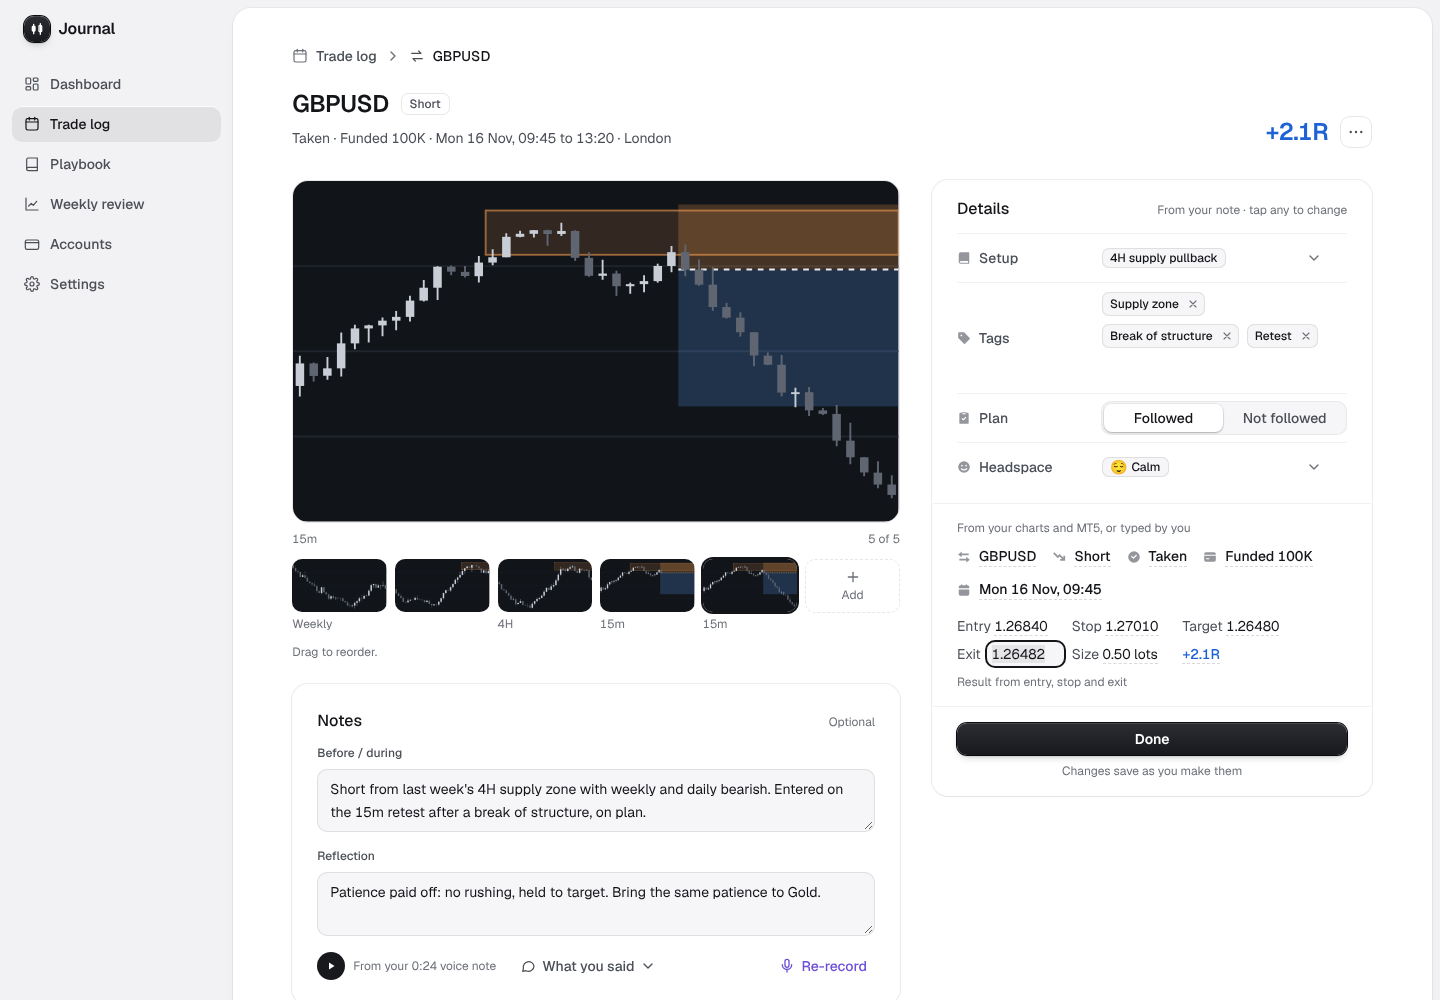 Journal
Dashboard
Trade log
Playbook
Weekly review
Accounts
Settings
Trade log
GBPUSD
GBPUSD
Short
Taken · Funded 100K · Mon 16 Nov, 09:45 to 13:20 · London
+2.1R
15m
5 of 5
Weekly
4H
15m
15m
Add
Drag to reorder.
Notes
Optional
Before / during
Short from last week's 4H supply zone with weekly and daily bearish. Entered on
the 15m retest after a break of structure, on plan.
Reflection
Patience paid off: no rushing, held to target. Bring the same patience to Gold.
From your 0:24 voice note
What you said
Re-record
Details
From your note · tap any to change
Setup
4H supply pullback
Tags
Supply zone
Break of structure
Retest
Plan
Followed
Not followed
Headspace
😌 Calm
From your charts and MT5, or typed by you
GBPUSD
Short
Taken
Funded 100K
Mon 16 Nov, 09:45
Entry 1.26840
Stop 1.27010
Target 1.26480
Exit 1.26482
Size 0.50 lots
+2.1R
Result from entry, stop and exit
Done
Changes save as you make them